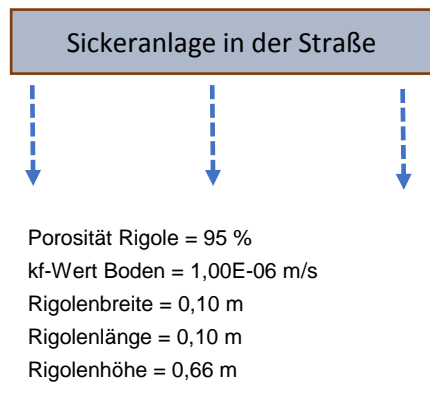 Sickeranlage in der Straße
Porosität Rigole = 95 %
kf-Wert Boden = 1,00E-06 m/s
Rigolenbreite = 0,10 m
Rigolenlänge = 0,10 m
Rigolenhöhe = 0,66 m